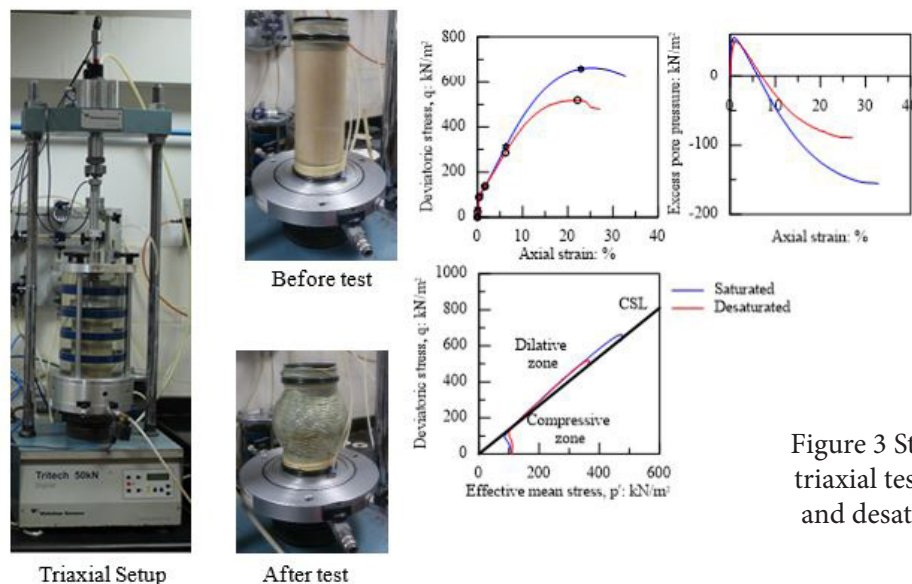 Tritech 50kN
Triaxial Setup
Before test
After test
Deviatoric stress, q: kN/m²
800
600
400
200
0
0 10 20 30 40
Axial strain: %
Excess pore pressure: kN/m²
0
-100
-200
0 10 20 30 40
Axial strain: %
Deviatoric stress, q: kN/m²
1000
800
600
400
200
0
0 200 400 600
Effective mean stress, p': kN/m²
CSL
Dilative
zone
Compressive
zone
Saturated
Desaturated
Figure 3 St
triaxial tes
and desat